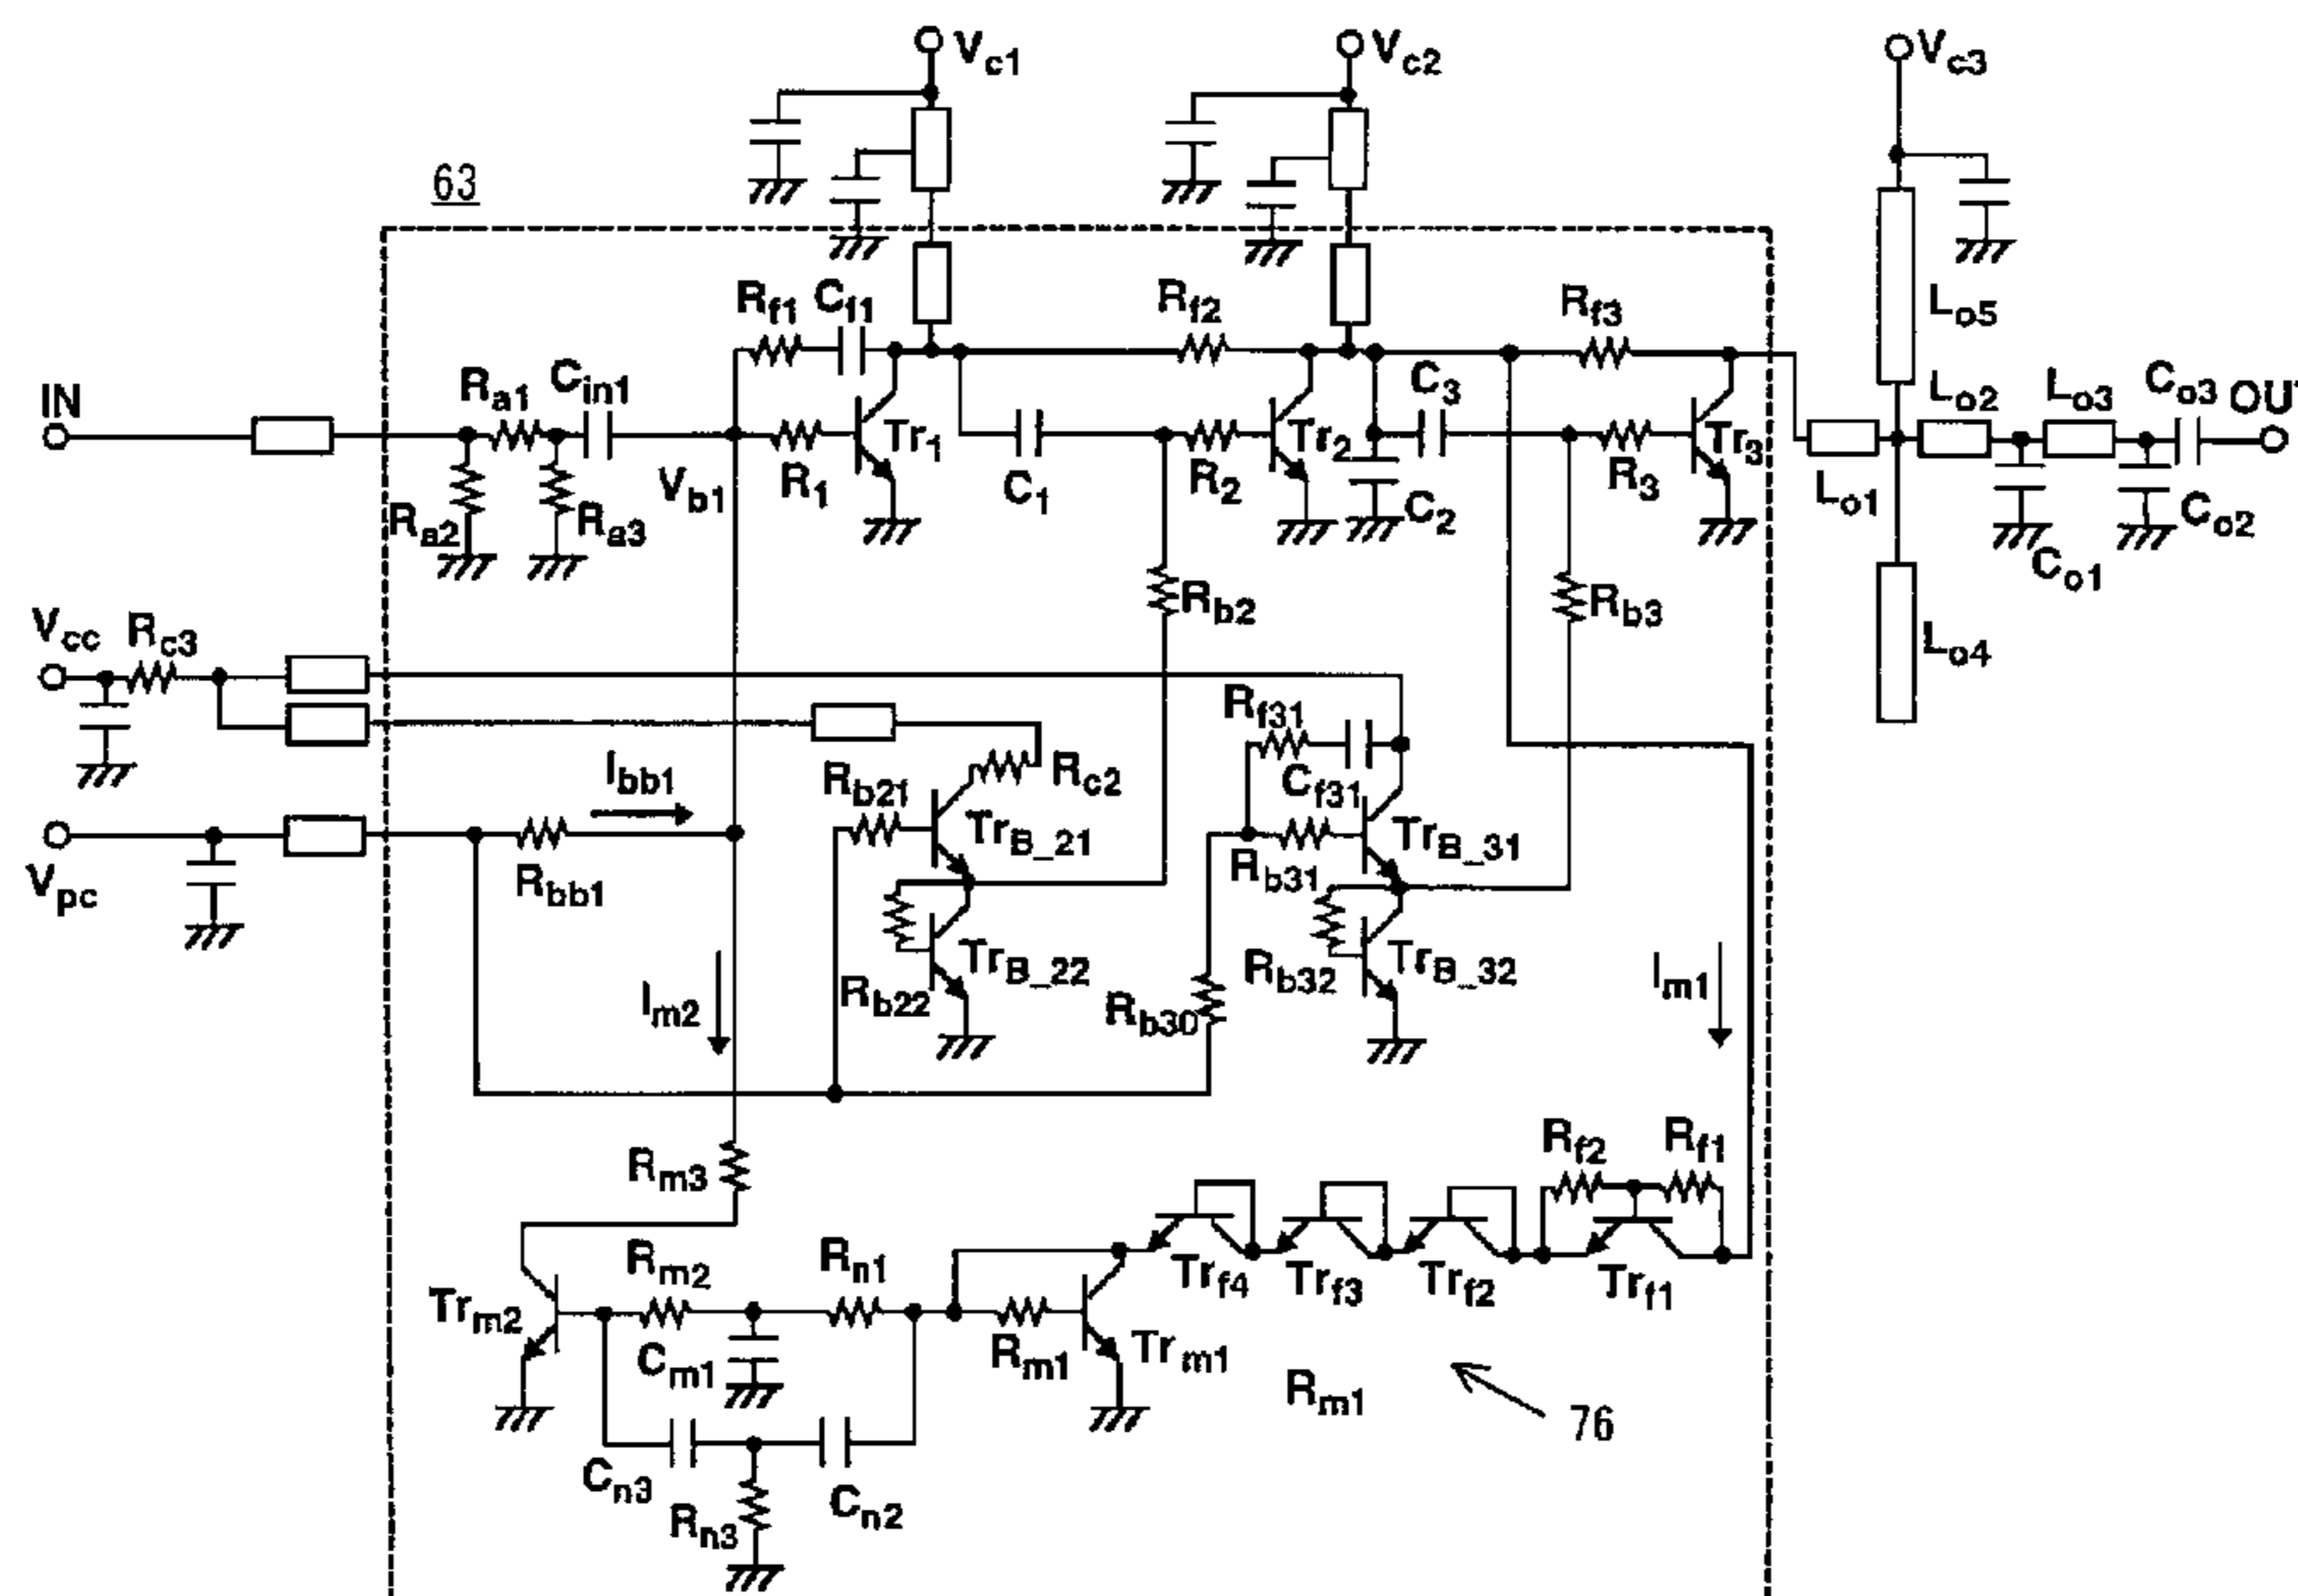 Vc1
Vc2
Vc3
63
Rf1
Cf1
Rf2
Rf3
Lo5
IN
Ra1
Cin1
Tr1
Tr2
C3
Tr3
Lo2
Lo3
Co3
OU
Vb1
R1
C1
R2
R3
Lo1
Ra2
Ra3
C2
Co2
Co1
Vcc
Rc3
Rb2
Rb3
Lo4
Rf31
Ibb1
Rb21
Rc2
Cf31
TrB_21
TrB_31
Vpc
Rbb1
Rb31
Im2
Rb22
TrB_22
Rb30
Rb32
TrB_32
Im1
Rm3
Rf2
Rf1
Trm2
Rm2
Rn1
Trf4
Trf3
Trf2
Trf1
Cm1
Rm1
Trm1
Rm1
76
Cn3
Rn3
Cn2